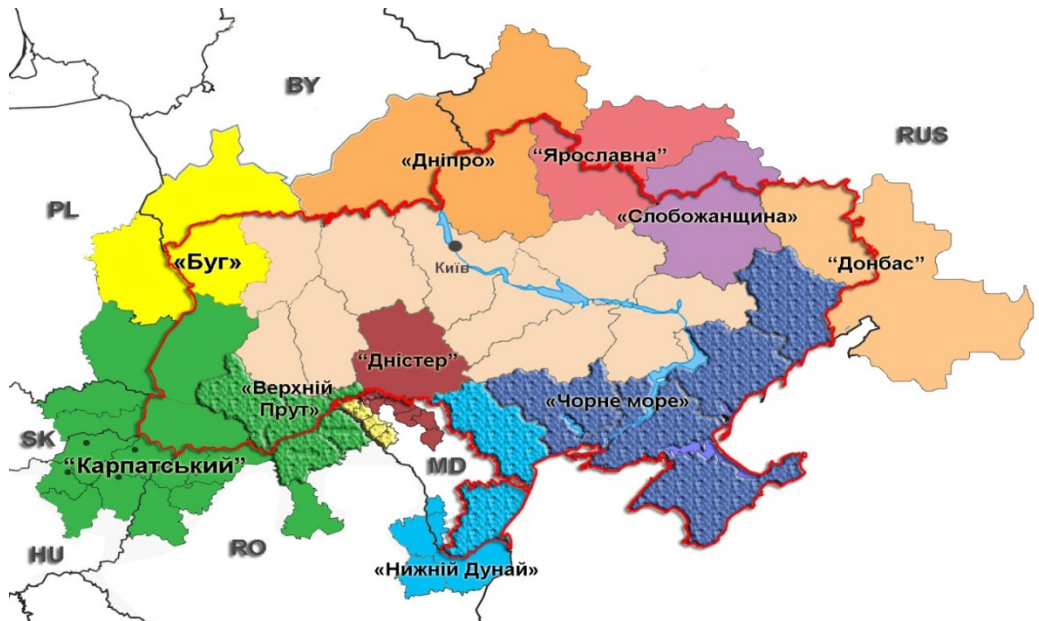 BY
RUS
«Дніпро»
“Ярославна”
PL
«Слобожанщина»
«Буг»
Київ
“Донбас”
“Дністер”
«Верхній
Прут»
«Чорне море»
SK
“Карпатський”
MD
HU
RO
«Нижній Дунай»